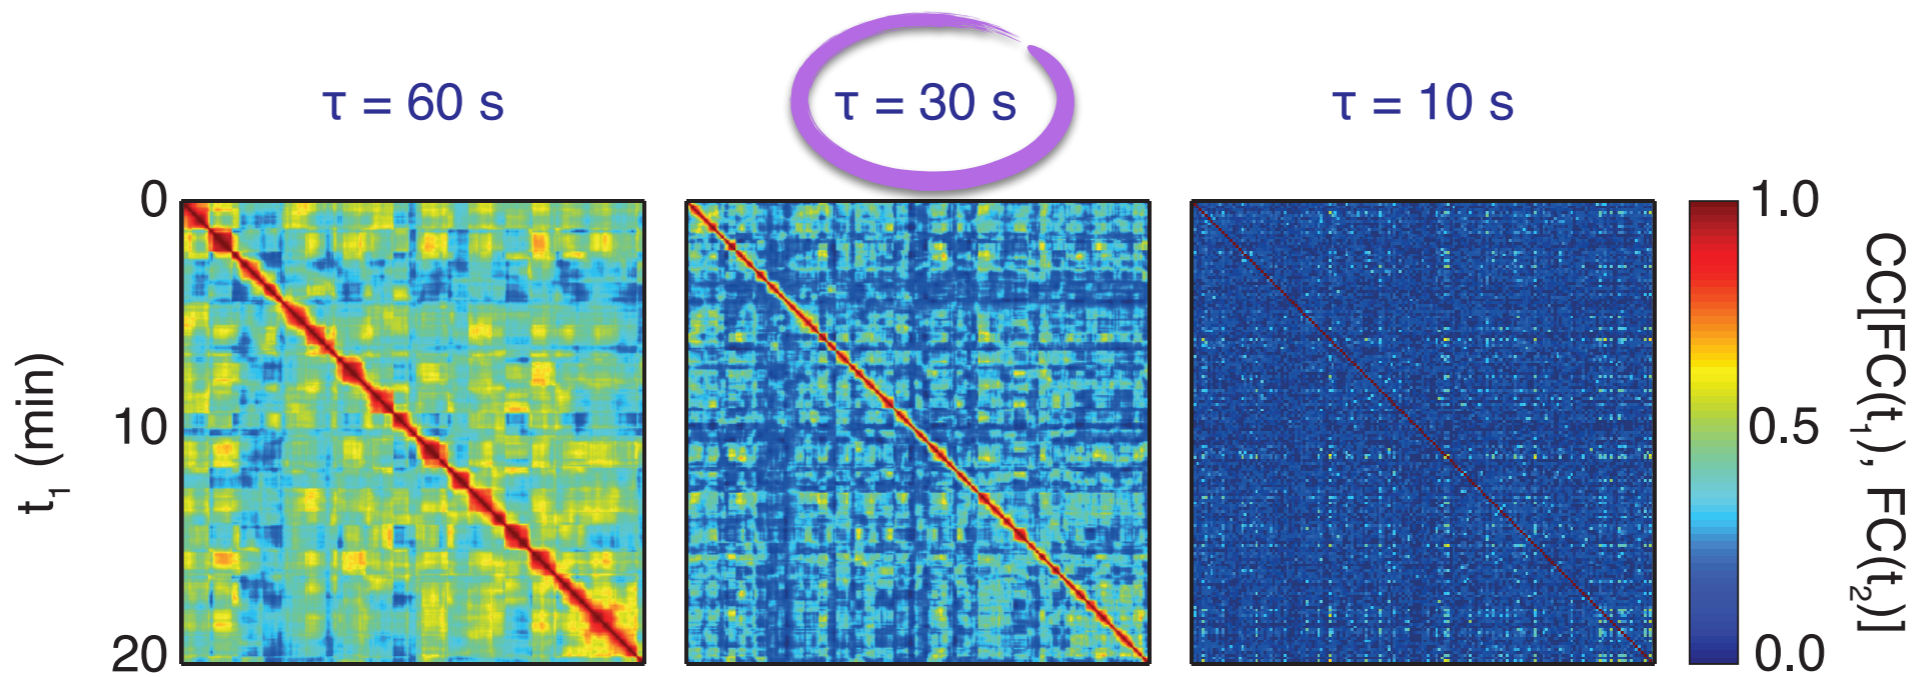 τ = 60 s
τ = 30 s
τ = 10 s
0
10
20
t₁ (min)
1.0
0.5
0.0
CC[FC(t₁), FC(t₂)]